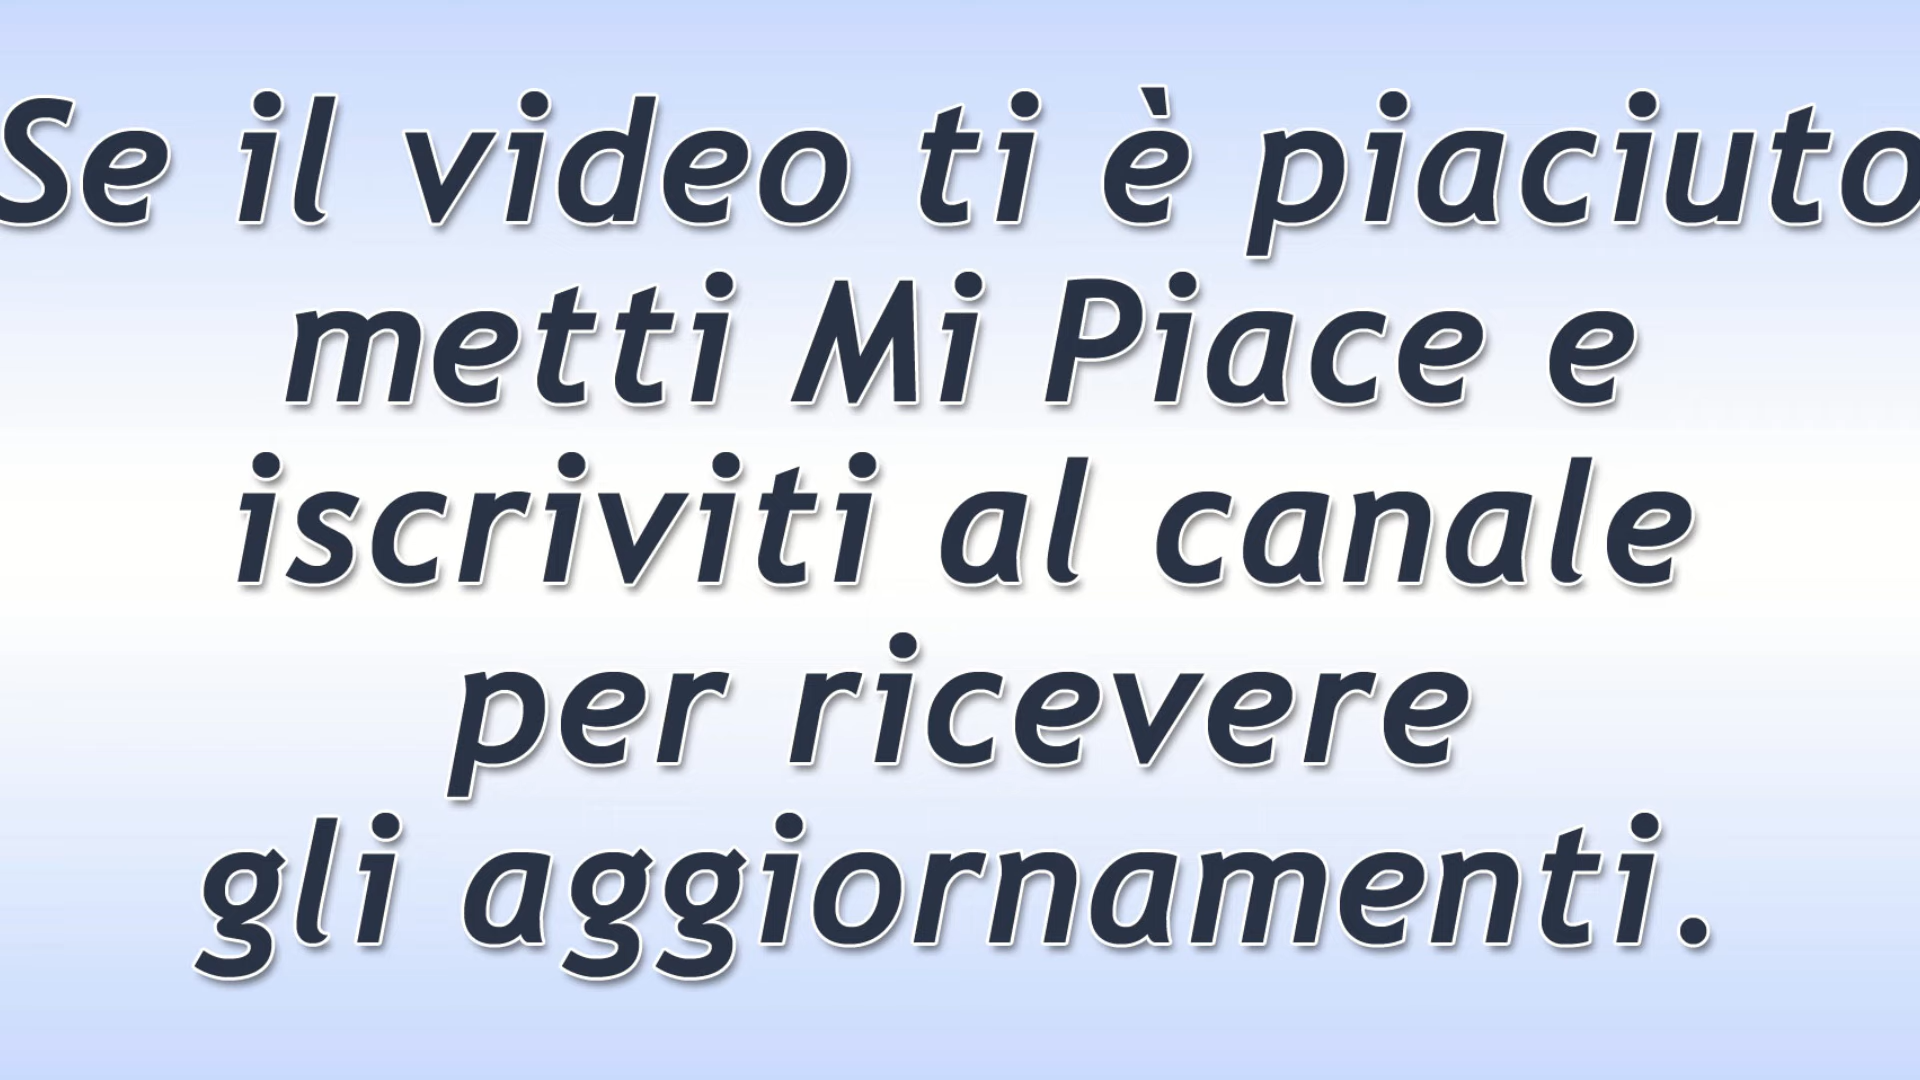 Se il video ti è piaciuto
metti Mi Piace e
iscriviti al canale
per ricevere
gli aggiornamenti.